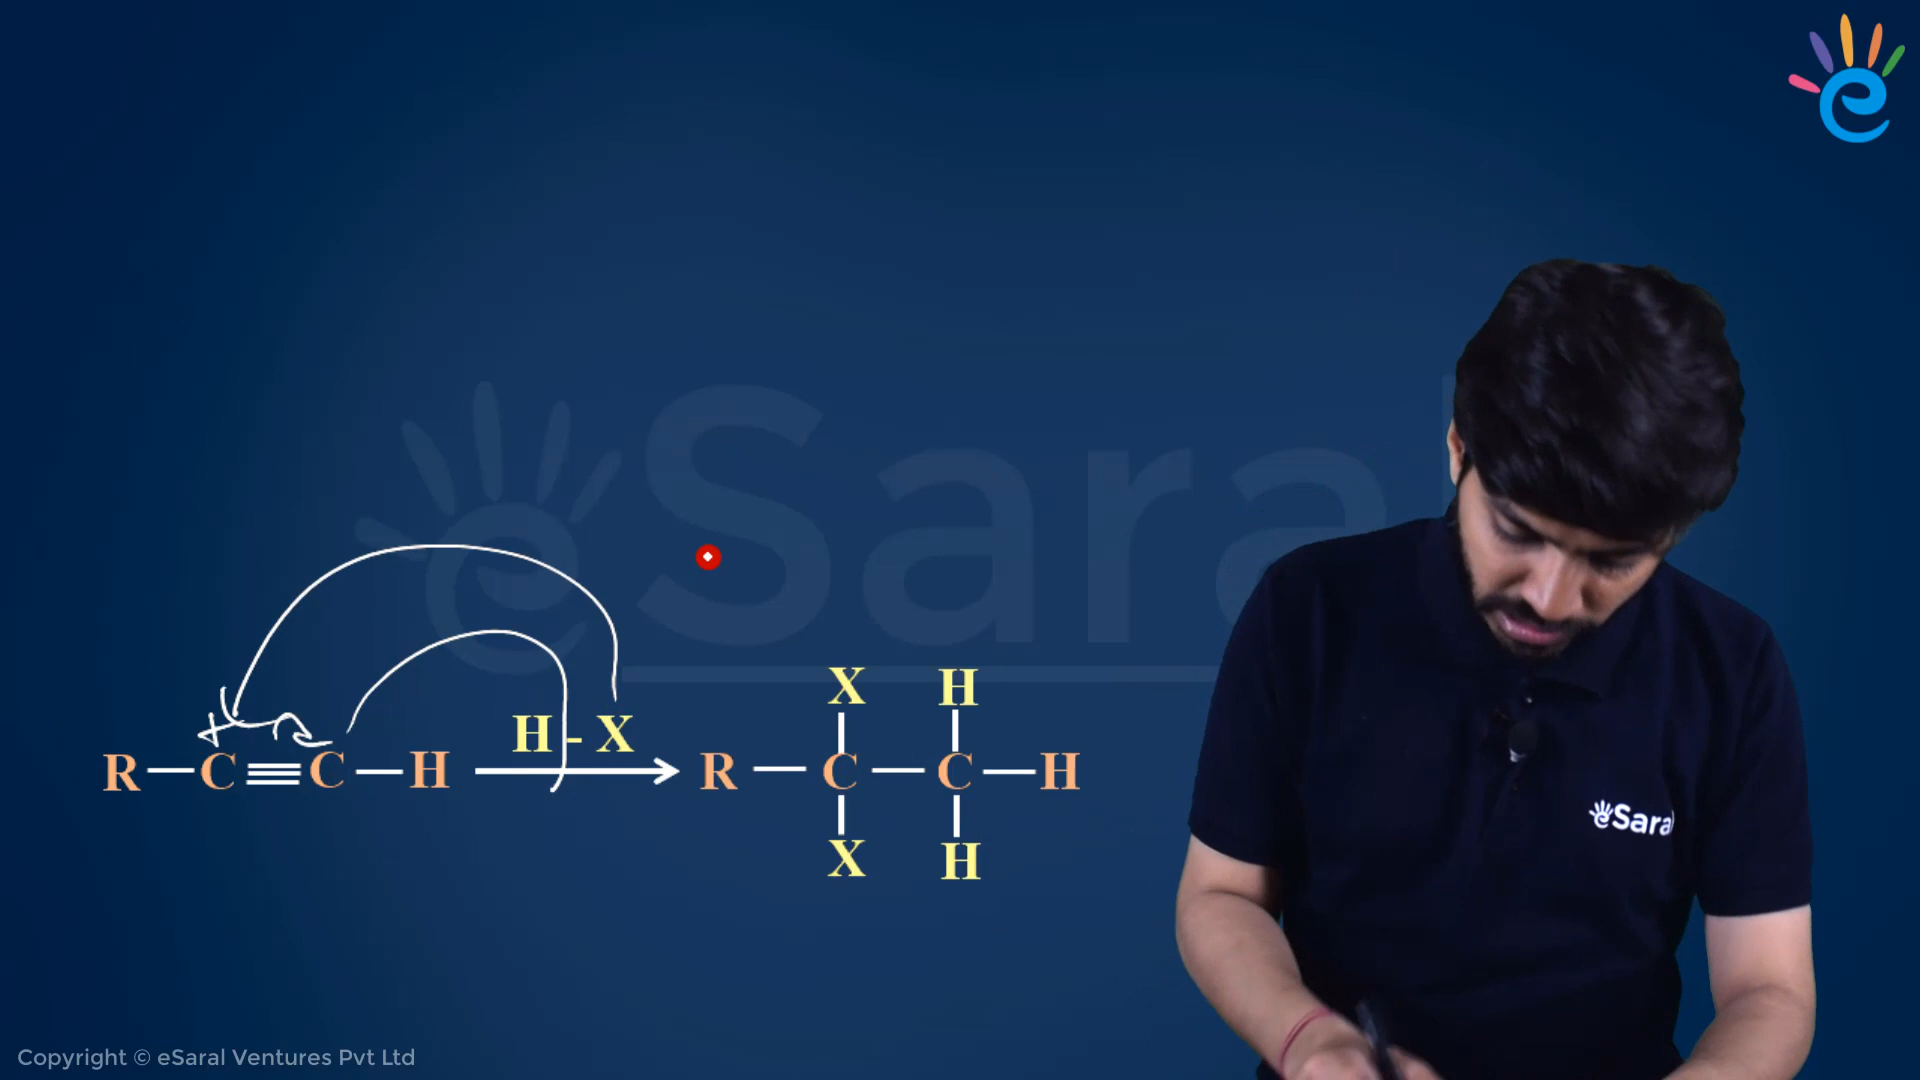 eSaral
H - X
X H
R — C ≡ C — H ⟶ R — C — C — H
X H
eSaral
Copyright © eSaral Ventures Pvt Ltd